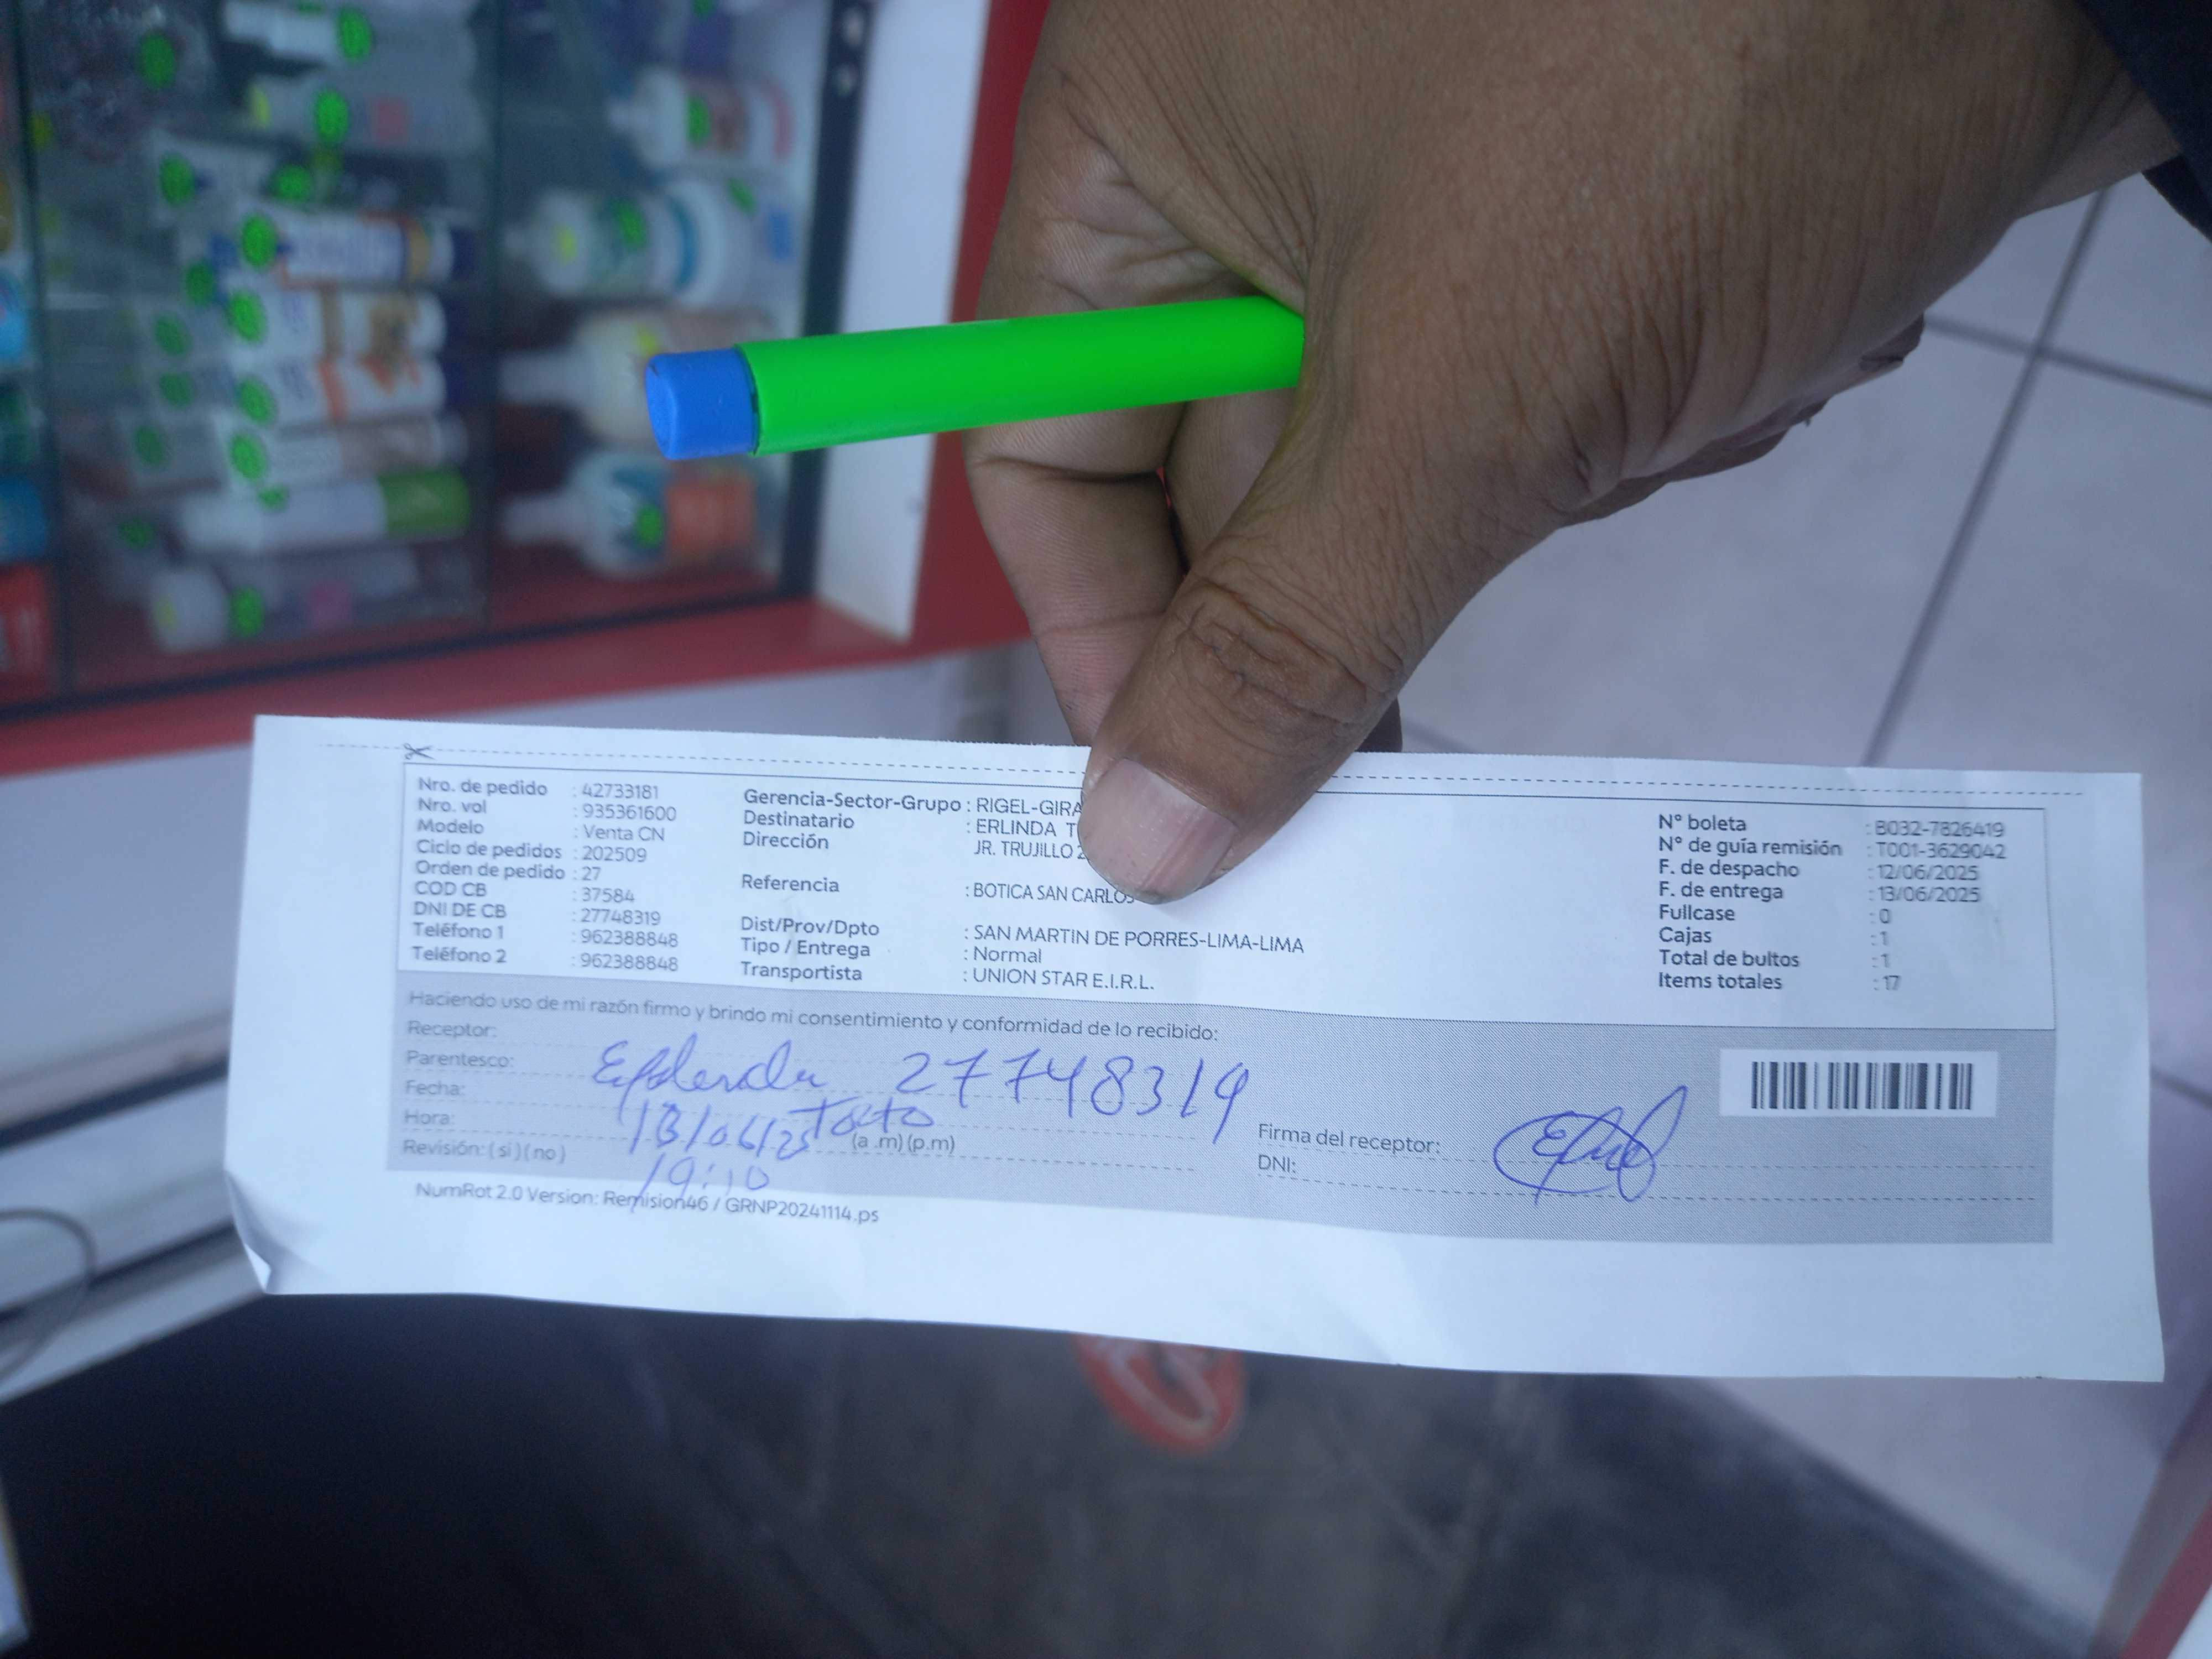 Nro. de pedido : 42733181
Nro. vol : 935361600
Modelo : Venta CN
Ciclo de pedidos : 202509
Orden de pedido : 27
COD CB : 37584
DNI DE CB : 27748319
Teléfono 1 : 962388848
Teléfono 2 : 962388848
Gerencia-Sector-Grupo : RIGEL-GIRA
Destinatario : ERLINDA T
Dirección JR. TRUJILLO 2
Referencia : BOTICA SAN CARLOS
Dist/Prov/Dpto : SAN MARTIN DE PORRES-LIMA-LIMA
Tipo / Entrega : Normal
Transportista : UNION STAR E.I.R.L.
N° boleta : B032-7826419
N° de guía remisión : T001-3629042
F. de despacho : 12/06/2025
F. de entrega : 13/06/2025
Fullcase : 0
Cajas : 1
Total de bultos : 1
Items totales : 17
Haciendo uso de mi razón firmo y brindo mi consentimiento y conformidad de lo recibido:
Receptor:
Parentesco: 27748319
Fecha: 13/06/25
Hora: (a .m) (p.m)
19:10
Revisión: ( si ) ( no )
Firma del receptor:
DNI:
NumRot 2.0 Version: Remision46 / GRNP20241114.ps